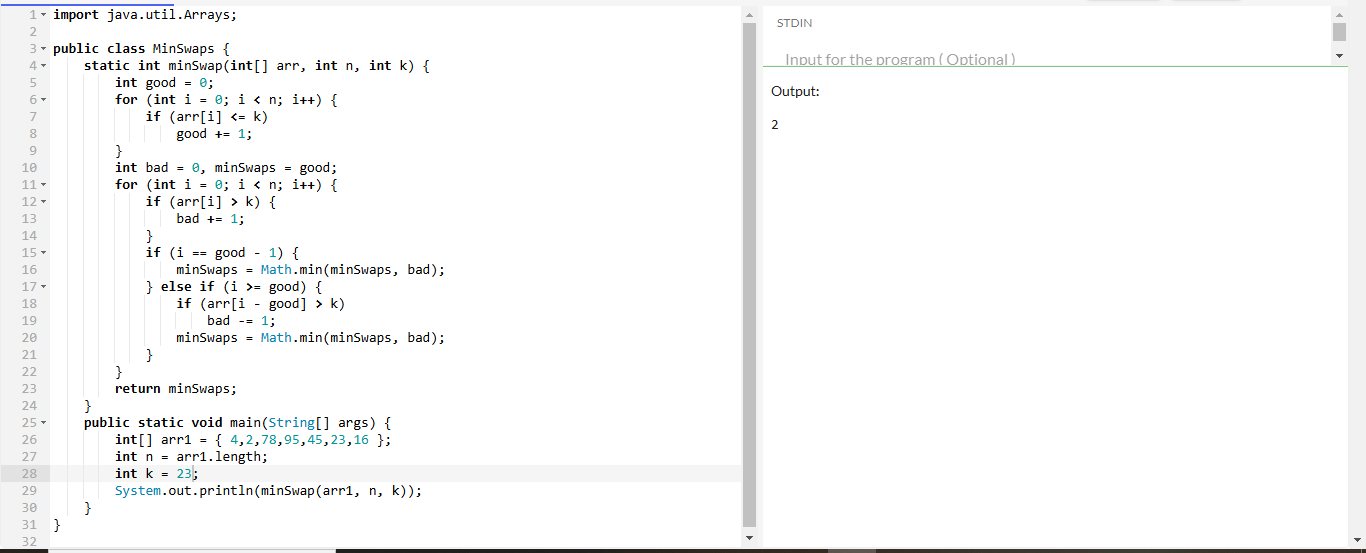 1 import java.util.Arrays;
2
3 public class MinSwaps {
4     static int minSwap(int[] arr, int n, int k) {
5         int good = 0;
6         for (int i = 0; i < n; i++) {
7             if (arr[i] <= k)
8                 good += 1;
9         }
10         int bad = 0, minSwaps = good;
11         for (int i = 0; i < n; i++) {
12             if (arr[i] > k) {
13                 bad += 1;
14             }
15             if (i == good - 1) {
16                 minSwaps = Math.min(minSwaps, bad);
17             } else if (i >= good) {
18                 if (arr[i - good] > k)
19                     bad -= 1;
20                 minSwaps = Math.min(minSwaps, bad);
21             }
22         }
23         return minSwaps;
24     }
25     public static void main(String[] args) {
26         int[] arr1 = { 4,2,78,95,45,23,16 };
27         int n = arr1.length;
28         int k = 23;
29         System.out.println(minSwap(arr1, n, k));
30     }
31 }
32
STDIN
Input for the program ( Optional )
Output:
2